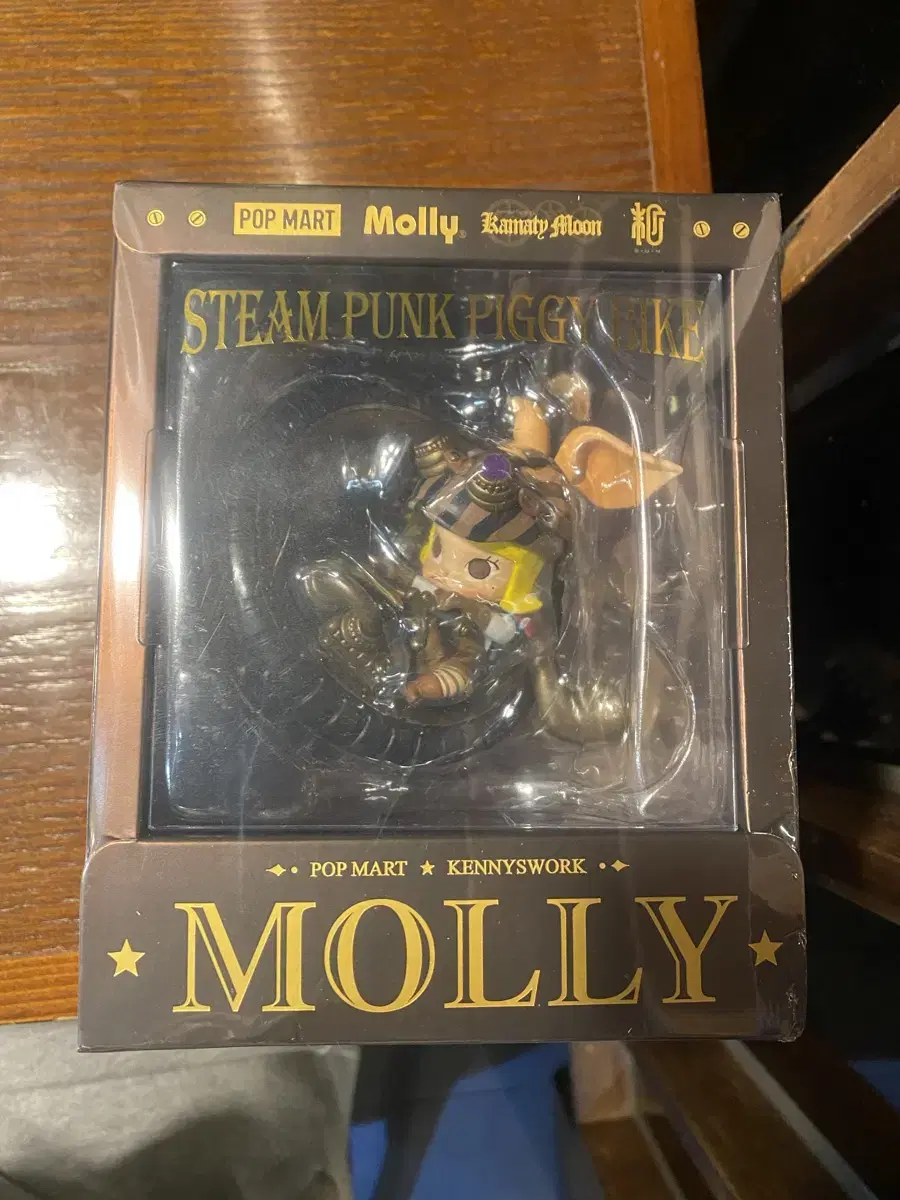 POP MART Molly Kamaty Moon
STEAM PUNK PIGGY BIKE
POP MART ★ KENNYSWORK
MOLLY